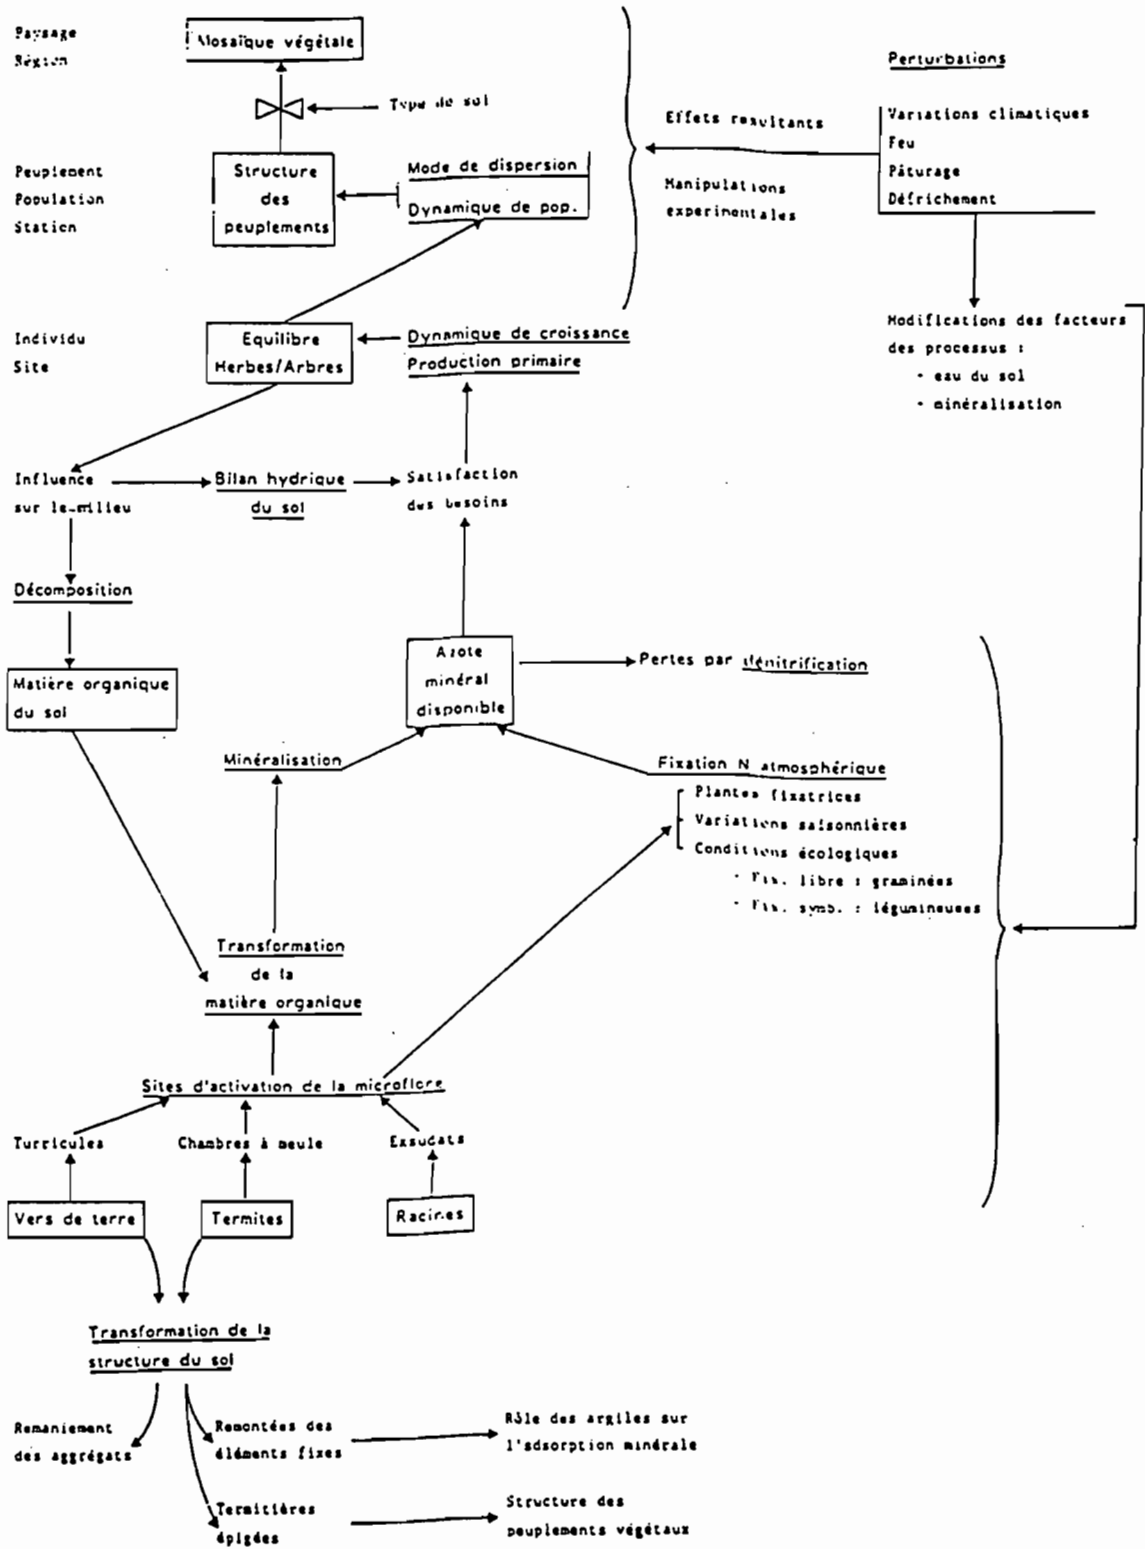 Paysage
Région
Mosaïque végétale
Type de sol
Perturbations
Variations climatiques
Feu
Pâturage
Défrichement
Effets resultants
Manipulations
experimentales
Peuplement
Population
Station
Structure
des
peuplements
Mode de dispersion
Dynamique de pop.
Individu
Site
Equilibre
Herbes/Arbres
Dynamique de croissance
Production primaire
Modifications des facteurs
des processus :
- eau du sol
- minéralisation
Influence
sur le milieu
Bilan hydrique
du sol
Satisfaction
des besoins
Décomposition
Matière organique
du sol
Azote
minéral
disponible
Pertes par dénitrification
Minéralisation
Fixation N atmosphérique
Plantes fixatrices
Variations saisonnières
Conditions écologiques
- Fix. libre : graminées
- Fix. symb. : légumineuses
Transformation
de la
matière organique
Sites d'activation de la microflore
Turricules
Chambres à meule
Exsudats
Vers de terre
Termites
Racines
Transformation de la
structure du sol
Remaniement
des aggrégats
Remontées des
éléments fixes
Rôle des argiles sur
l'adsorption minérale
Termitières
épigées
Structure des
peuplements végétaux